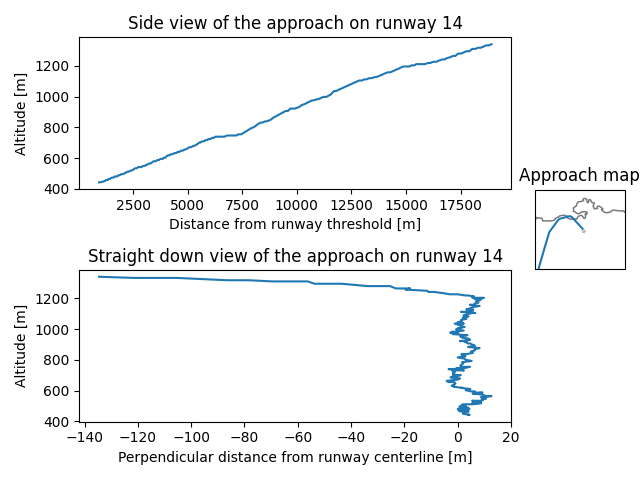 Side view of the approach on runway 14
Altitude [m]
1200
1000
800
600
400
2500 5000 7500 10000 12500 15000 17500
Distance from runway threshold [m]
Approach map
Straight down view of the approach on runway 14
Altitude [m]
1200
1000
800
600
400
−140 −120 −100 −80 −60 −40 −20 0 20
Perpendicular distance from runway centerline [m]